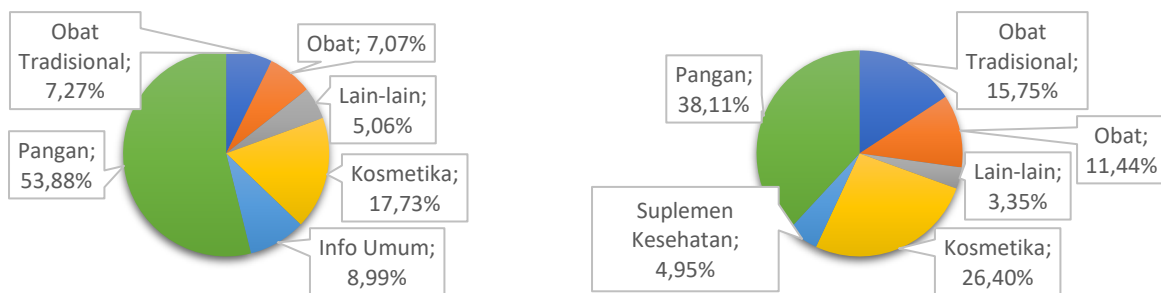 Obat
Tradisional;
7,27%
Obat; 7,07%
Lain-lain;
5,06%
Kosmetika;
17,73%
Info Umum;
8,99%
Pangan;
53,88%
Obat
Tradisional;
15,75%
Obat;
11,44%
Lain-lain;
3,35%
Kosmetika;
26,40%
Suplemen
Kesehatan;
4,95%
Pangan;
38,11%